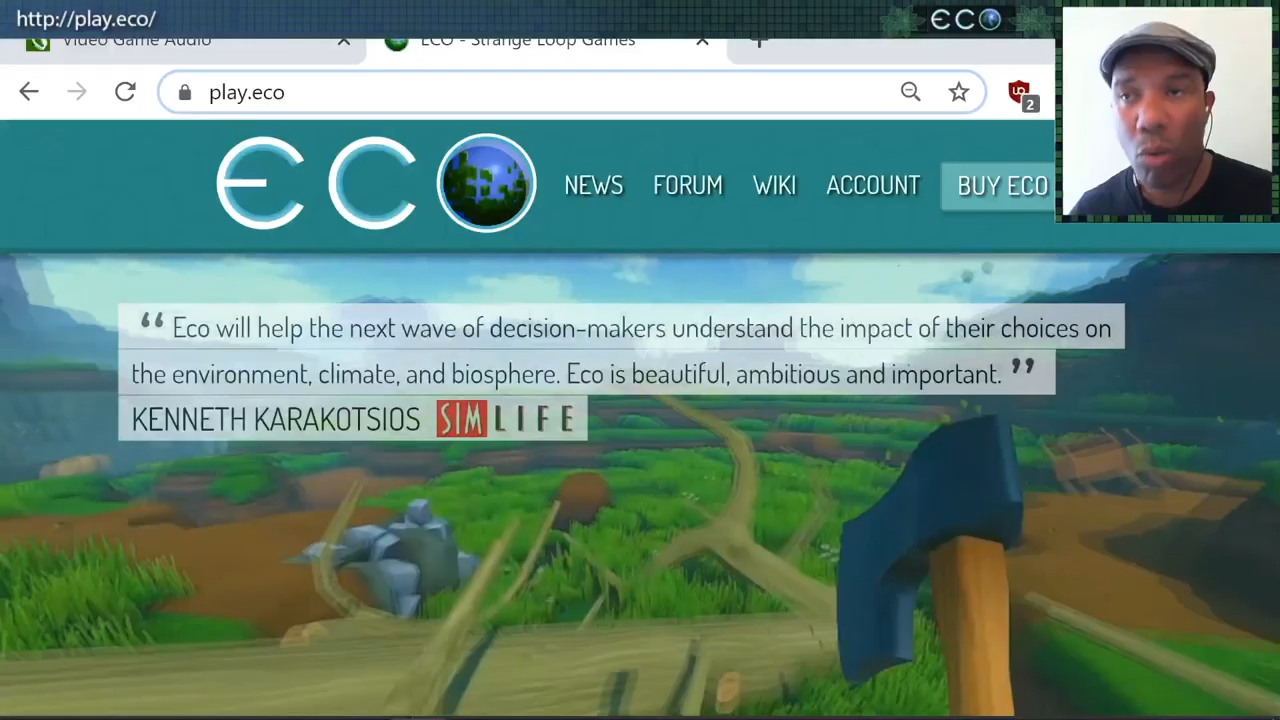 http://play.eco/
ECO
Video Game Audio
ECO - Strange Loop Games
play.eco
2
ECO
NEWS
FORUM
WIKI
ACCOUNT
BUY ECO
“ Eco will help the next wave of decision-makers understand the impact of their choices on
the environment, climate, and biosphere. Eco is beautiful, ambitious and important. ”
KENNETH KARAKOTSIOS SIMLIFE